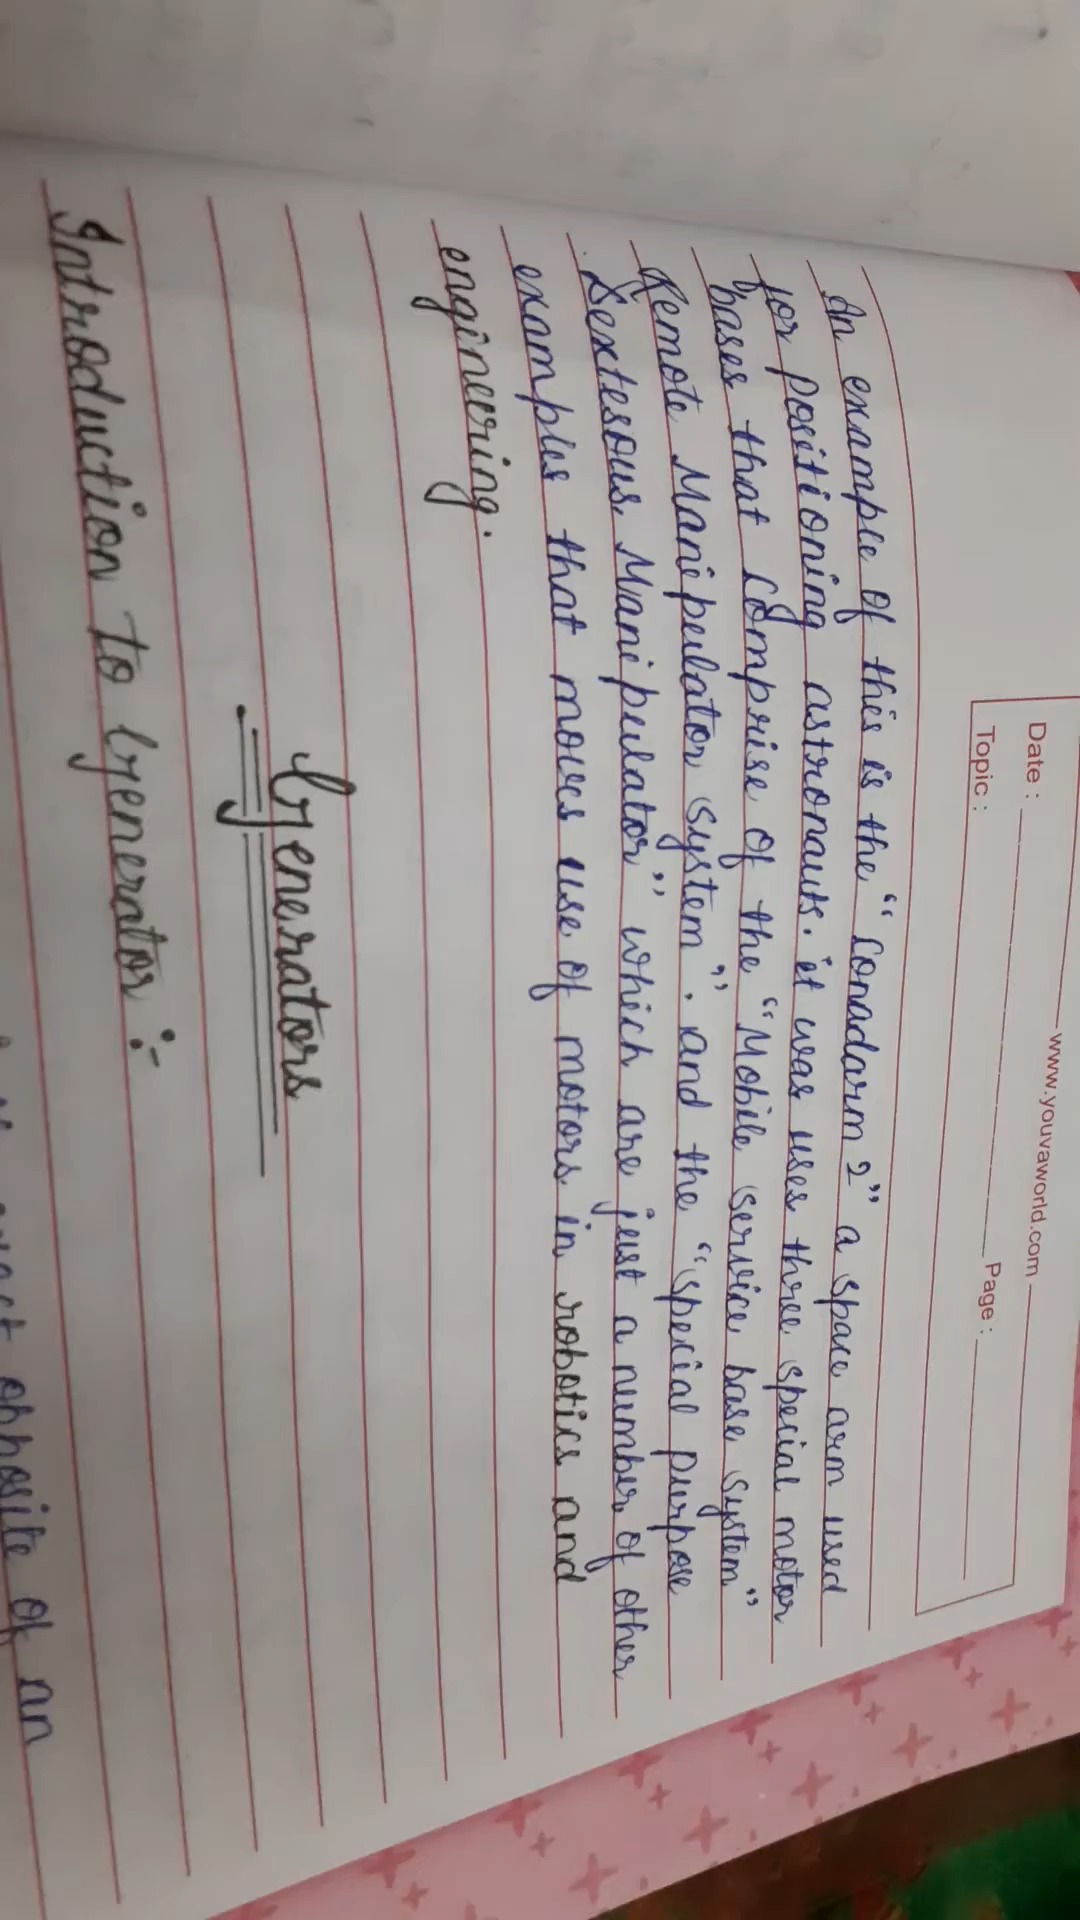 www.youvaworld.com
Date :
Topic :
Page :
An example of this is the "Conadarm 2" a space arm used
for positioning astronauts. it was uses three special motor
bases that Comprise of the "Mobile service base system"
Remote Manipulator system". and the "special purpose
Dextesous Manipulator" which are just a number of other
examples that moves use of motors in robotics and
engineering.
Generators
Introduction to Generator :-
opposite of an